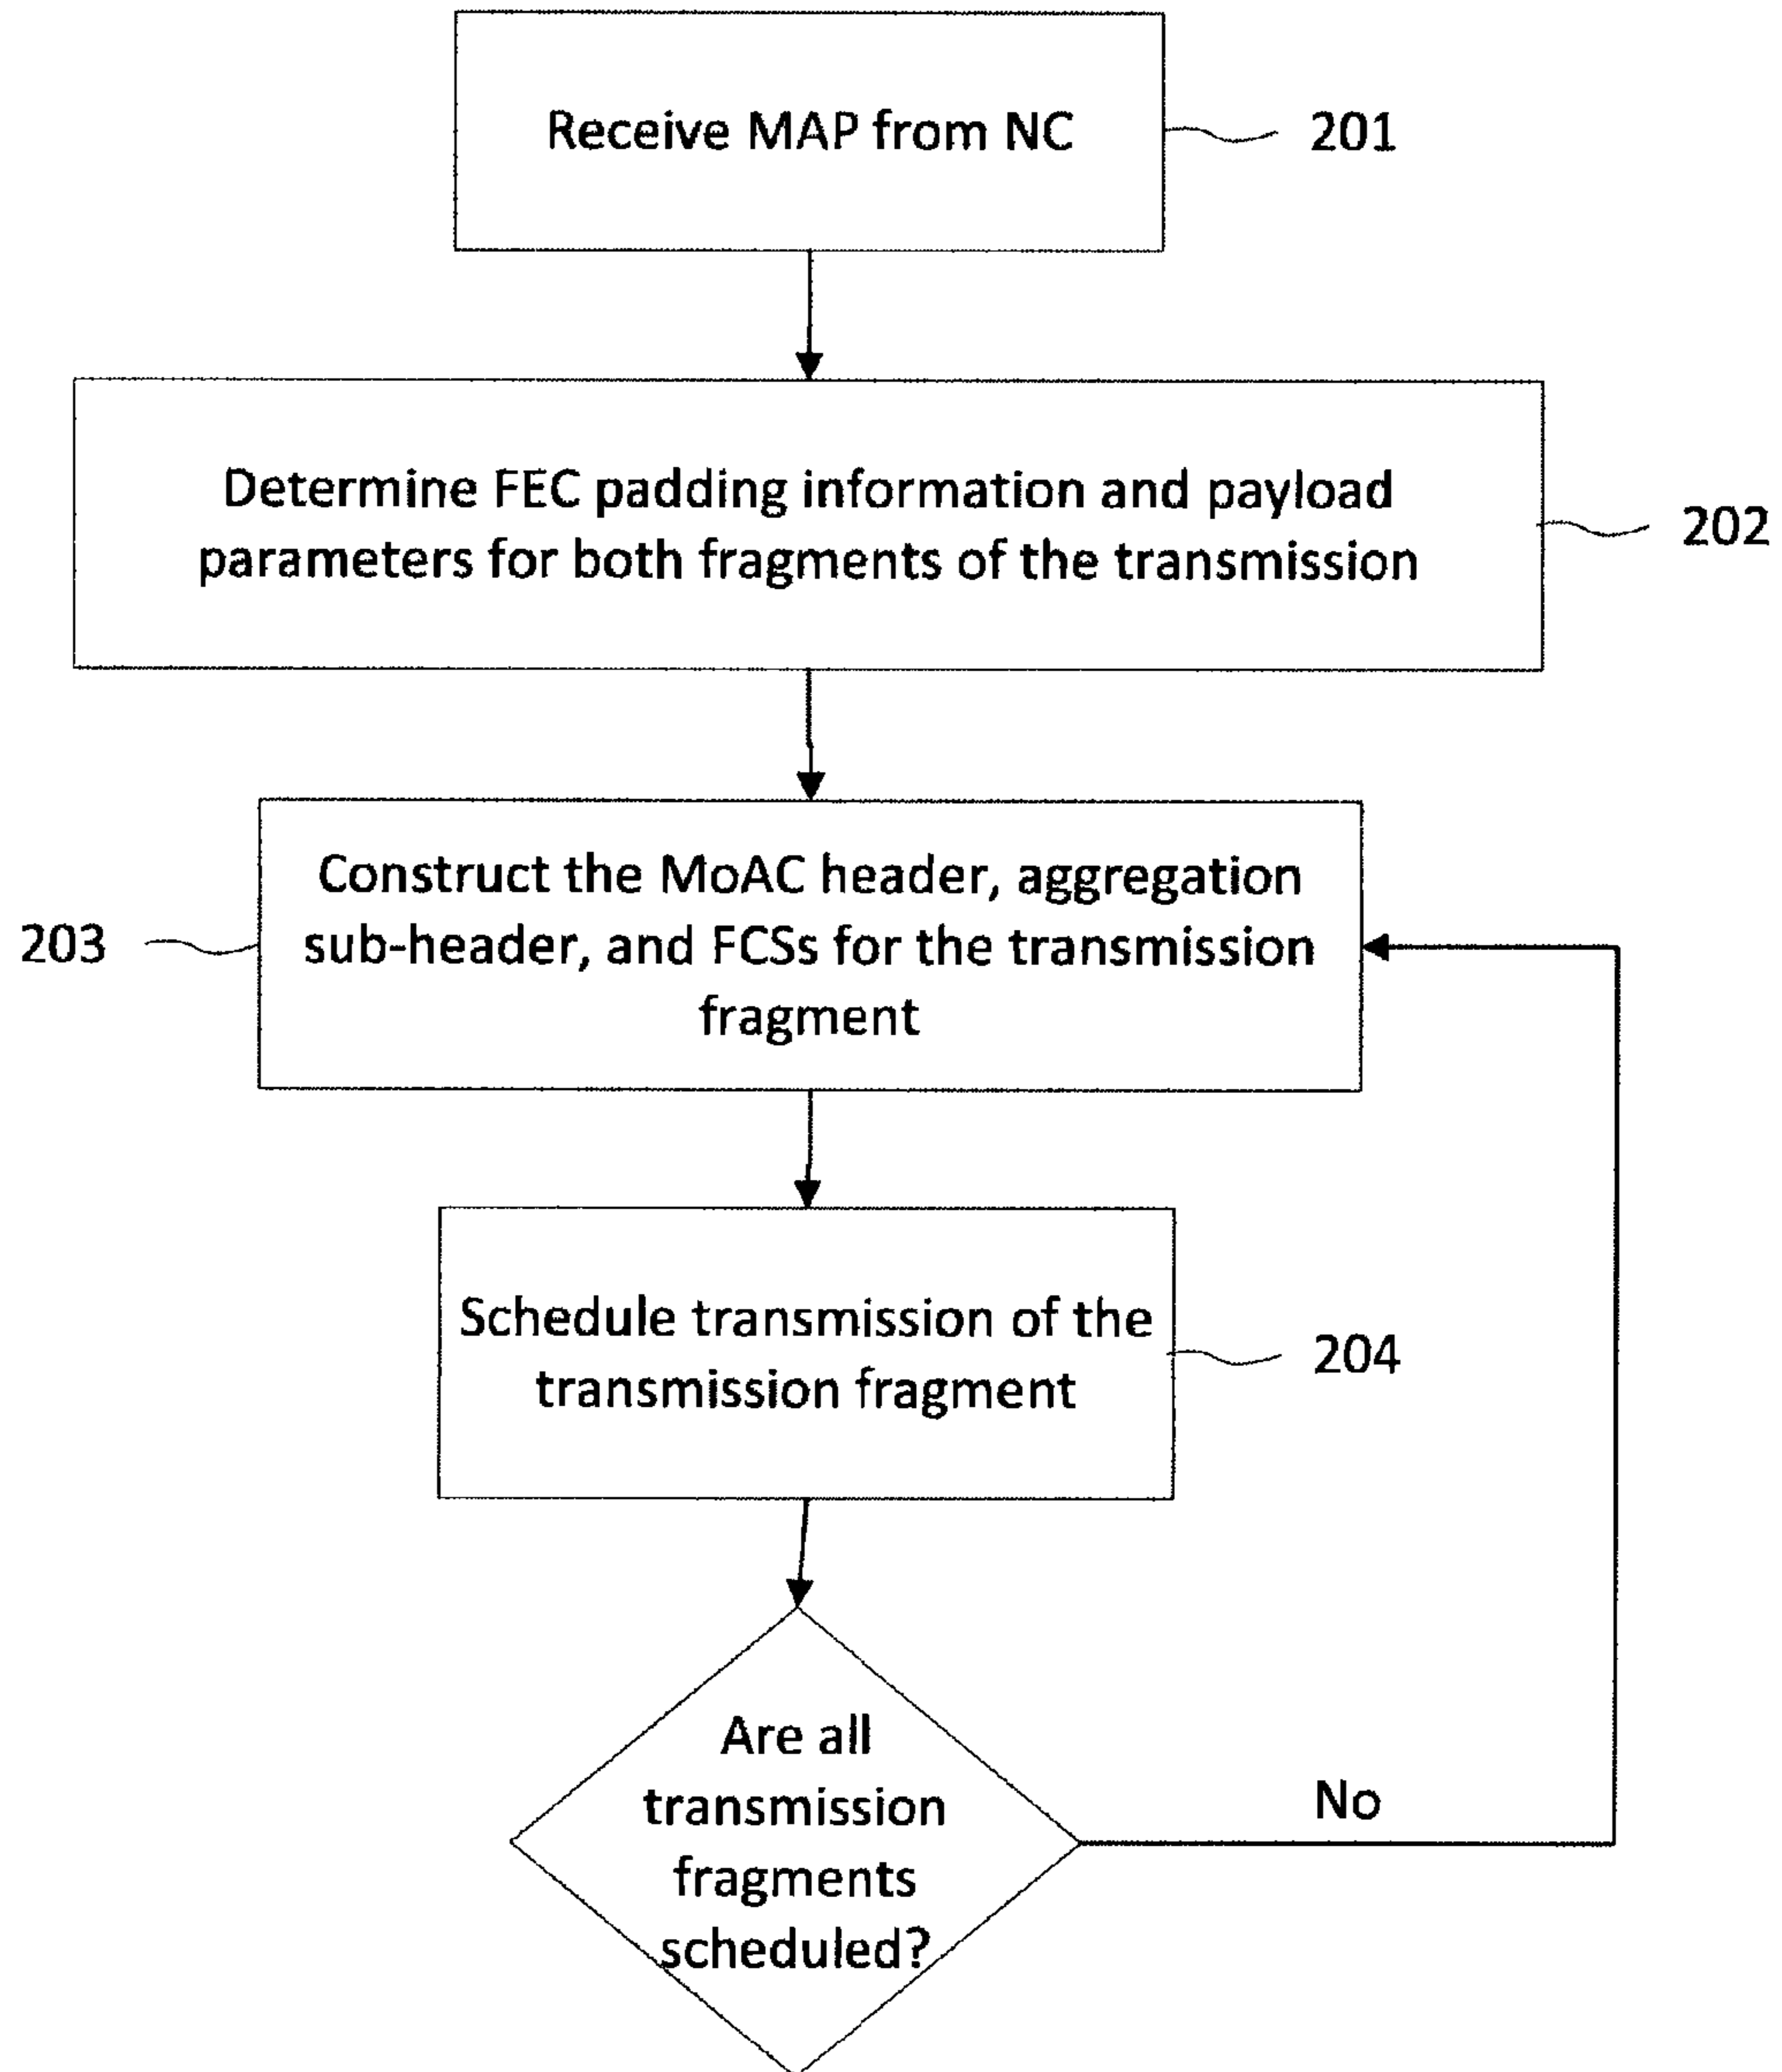 Receive MAP from NC
201
Determine FEC padding information and payload
parameters for both fragments of the transmission
202
Construct the MoAC header, aggregation
sub-header, and FCSs for the transmission
fragment
203
Schedule transmission of the
transmission fragment
204
Are all
transmission
fragments
scheduled?
No